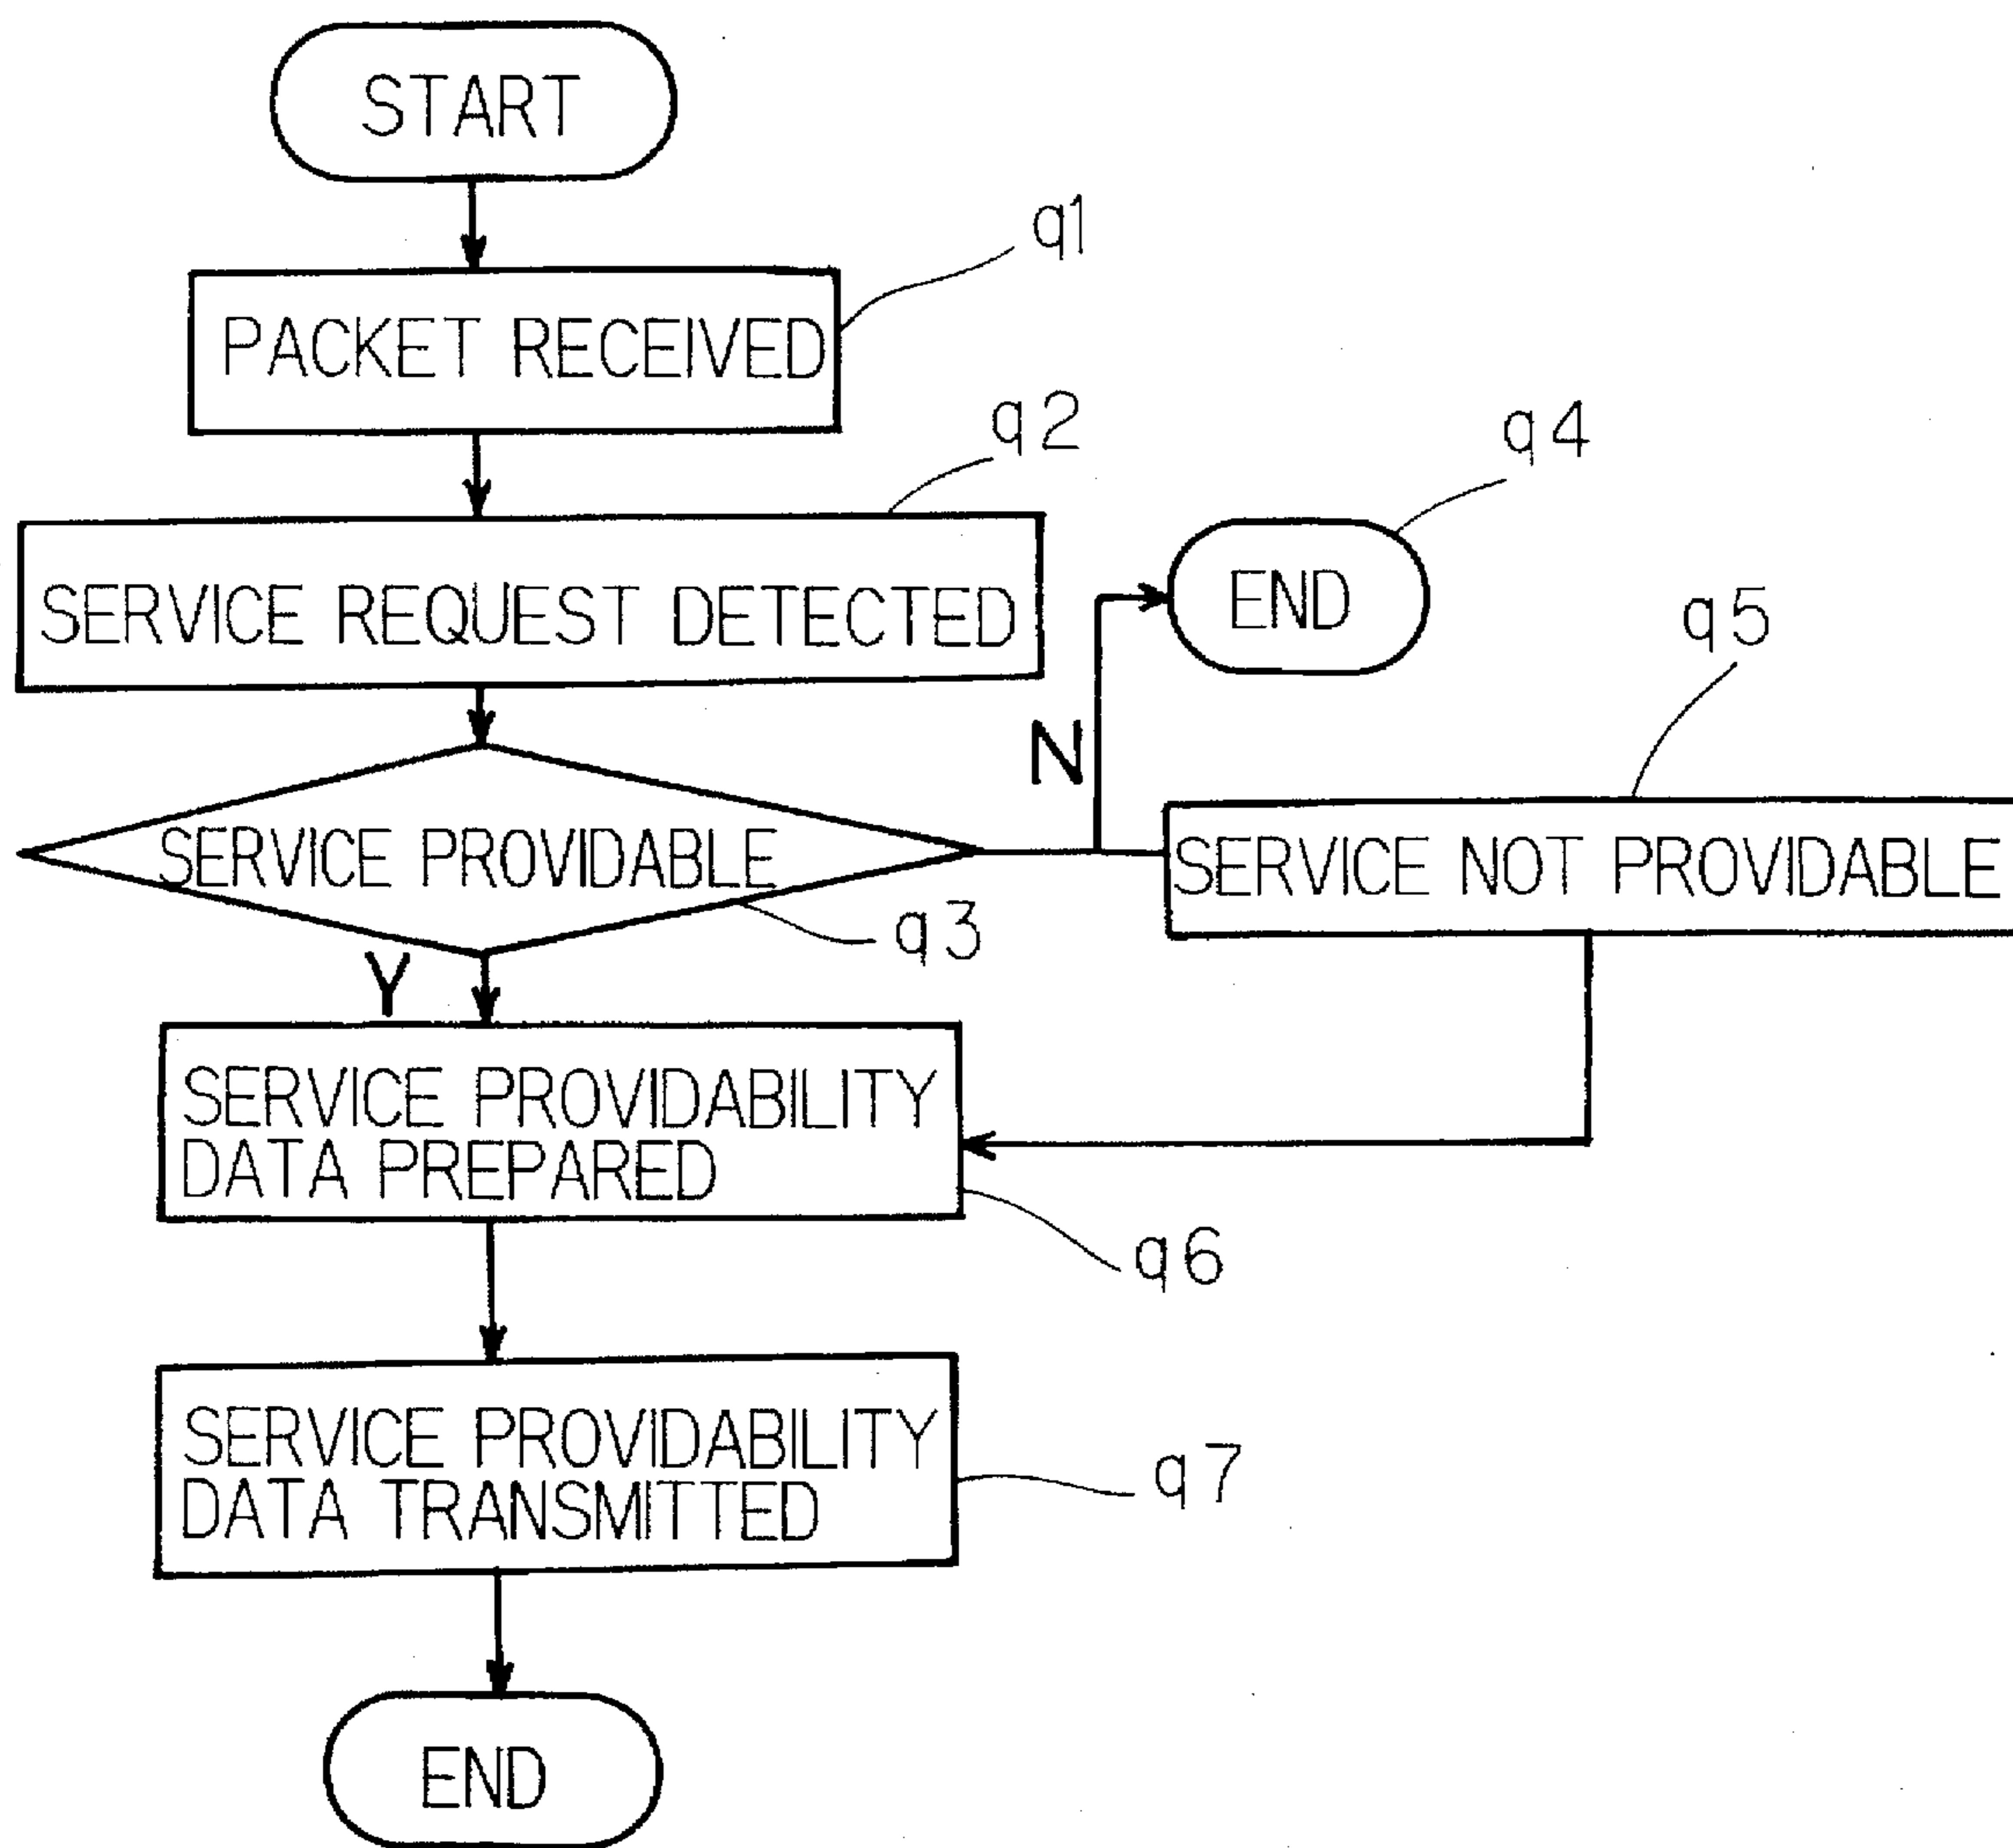 START
q1
PACKET RECEIVED
q2
q4
SERVICE REQUEST DETECTED
END
q5
N
SERVICE PROVIDABLE
SERVICE NOT PROVIDABLE
q3
Y
SERVICE PROVIDABILITY
DATA PREPARED
q6
SERVICE PROVIDABILITY
DATA TRANSMITTED
q7
END